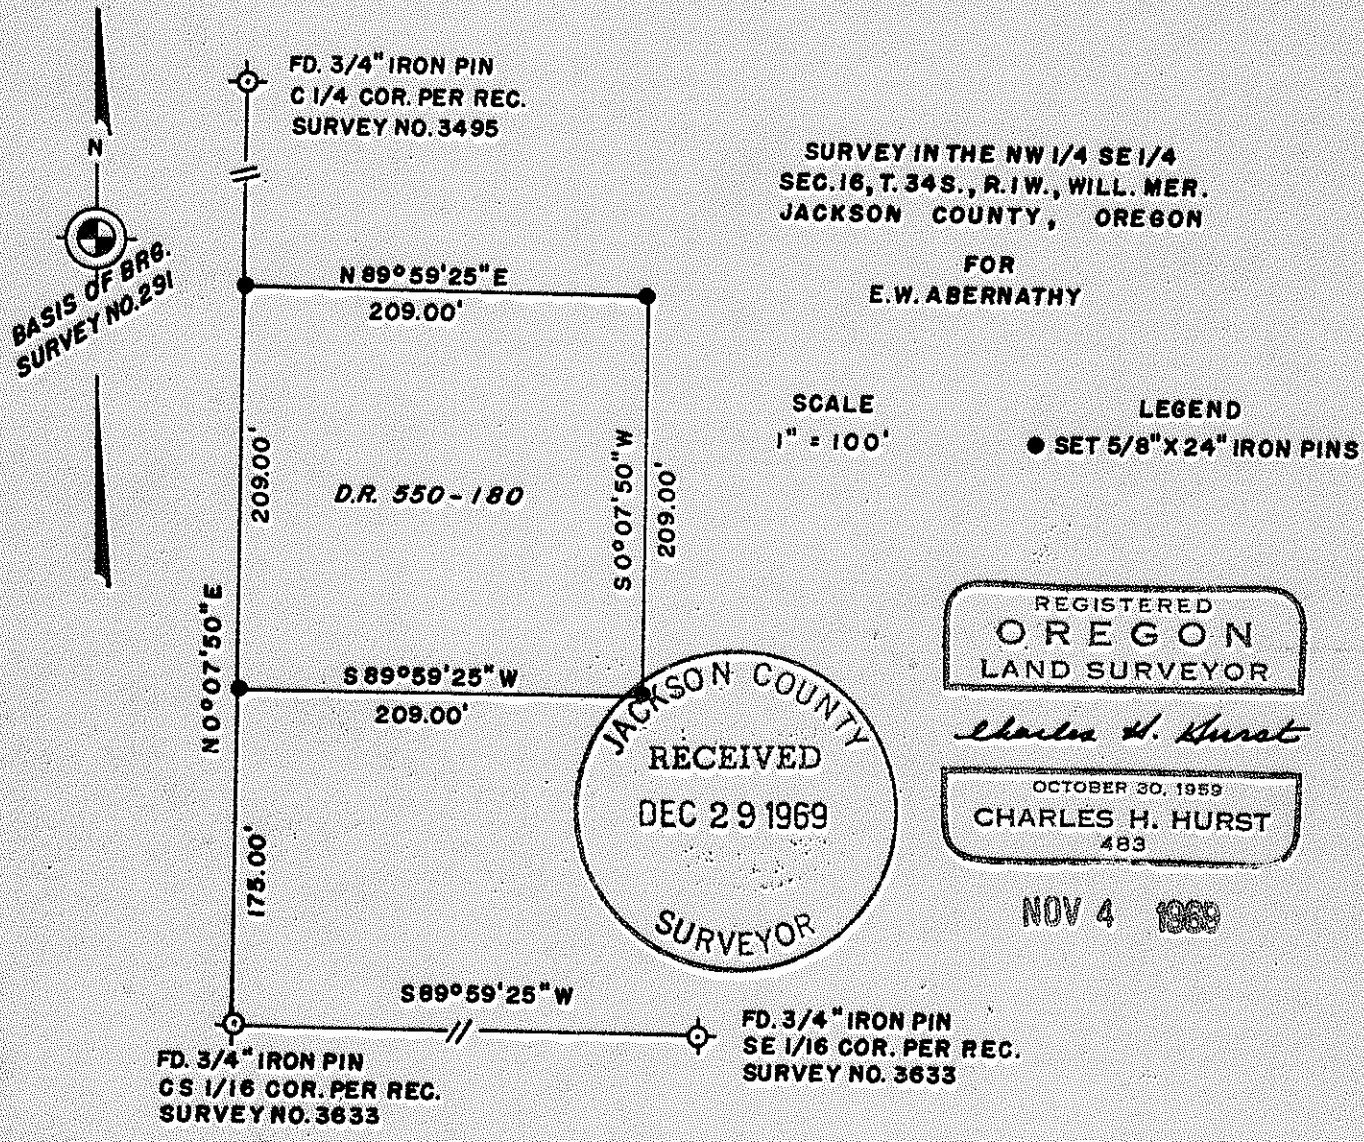 FD. 3/4" IRON PIN
C 1/4 COR. PER REC.
SURVEY NO. 3495
N
BASIS OF BRG.
SURVEY NO. 291
SURVEY IN THE NW 1/4 SE 1/4
SEC. 16, T. 34S., R. 1W., WILL. MER.
JACKSON COUNTY, OREGON
FOR
E.W. ABERNATHY
N 89°59'25" E
209.00'
SCALE
1" = 100'
LEGEND
SET 5/8" X 24" IRON PINS
209.00'
D.R. 550-180
S 0°07'50" W
209.00'
N 0°07'50" E
S 89°59'25" W
209.00'
REGISTERED
OREGON
LAND SURVEYOR
Charles H. Hurst
OCTOBER 30, 1959
CHARLES H. HURST
483
NOV 4 1969
JACKSON COUNTY
RECEIVED
DEC 29 1969
SURVEYOR
175.00'
S 89°59'25" W
FD. 3/4" IRON PIN
CS 1/16 COR. PER REC.
SURVEY NO. 3633
FD. 3/4" IRON PIN
SE 1/16 COR. PER REC.
SURVEY NO. 3633